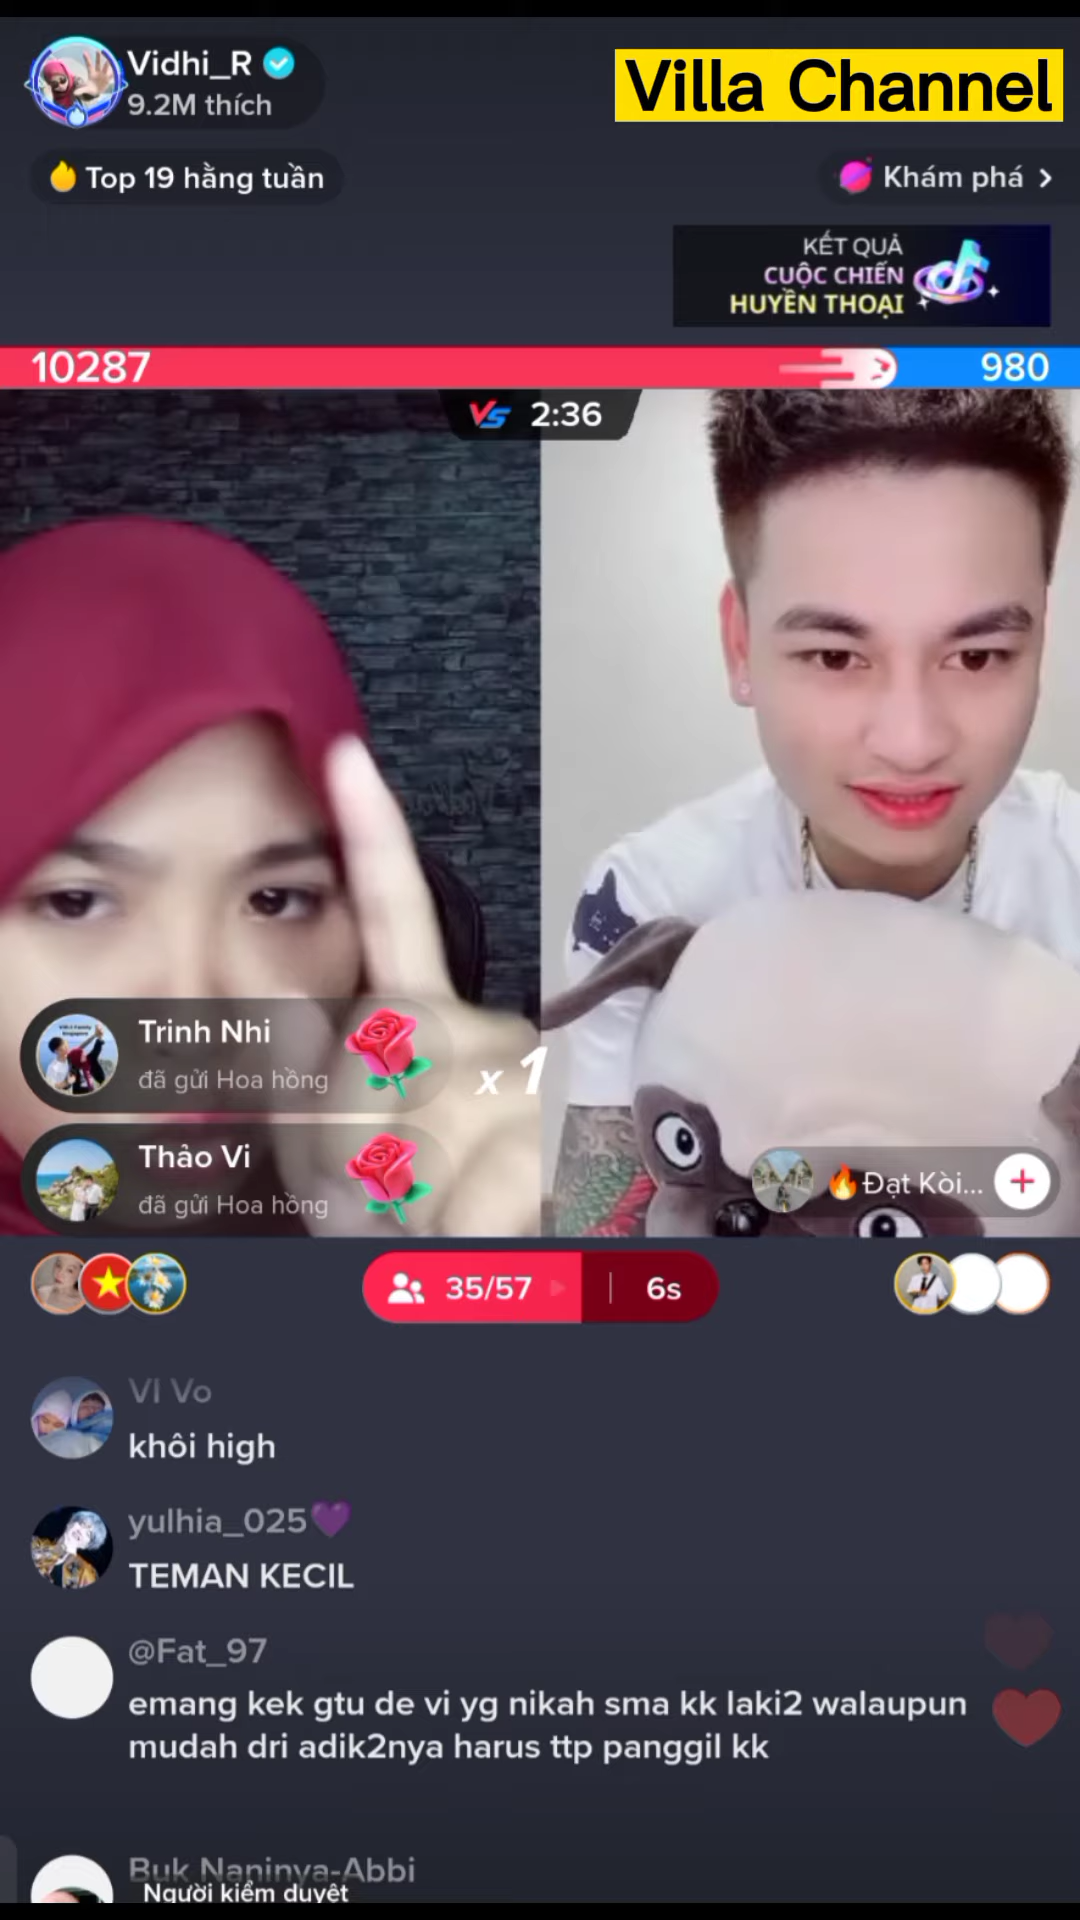 Vidhi_R
9.2M thích
Villa Channel
Top 19 hằng tuần
Khám phá
KẾT QUẢ
CUỘC CHIẾN
HUYỀN THOẠI
10287
980
VS 2:36
Trinh Nhi
đã gửi Hoa hồng
x 1
Thảo Vi
đã gửi Hoa hồng
🔥Đạt Kòi...
35/57
6s
VI Vo
khôi high
yulhia_025💜
TEMAN KECIL
@Fat_97
emang kek gtu de vi yg nikah sma kk laki2 walaupun
mudah dri adik2nya harus ttp panggil kk
Buk Naninya-Abbi
Người kiểm duyệt